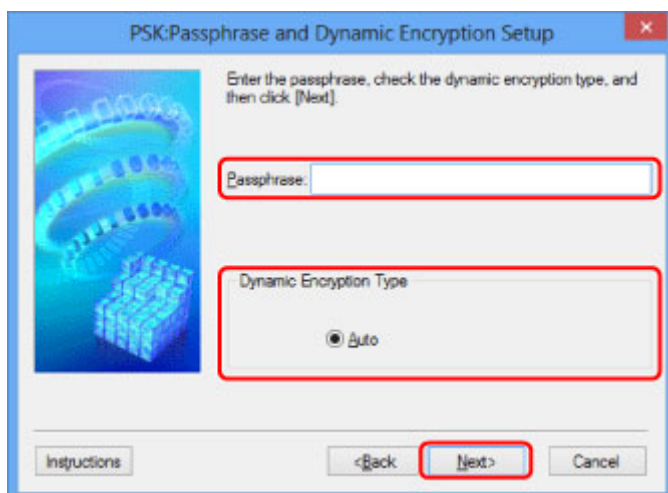 PSK:Passphrase and Dynamic Encryption Setup
Enter the passphrase, check the dynamic encryption type, and
then click [Next].
Passphrase:
Dynamic Encryption Type
Auto
Instructions
<Back
Next>
Cancel